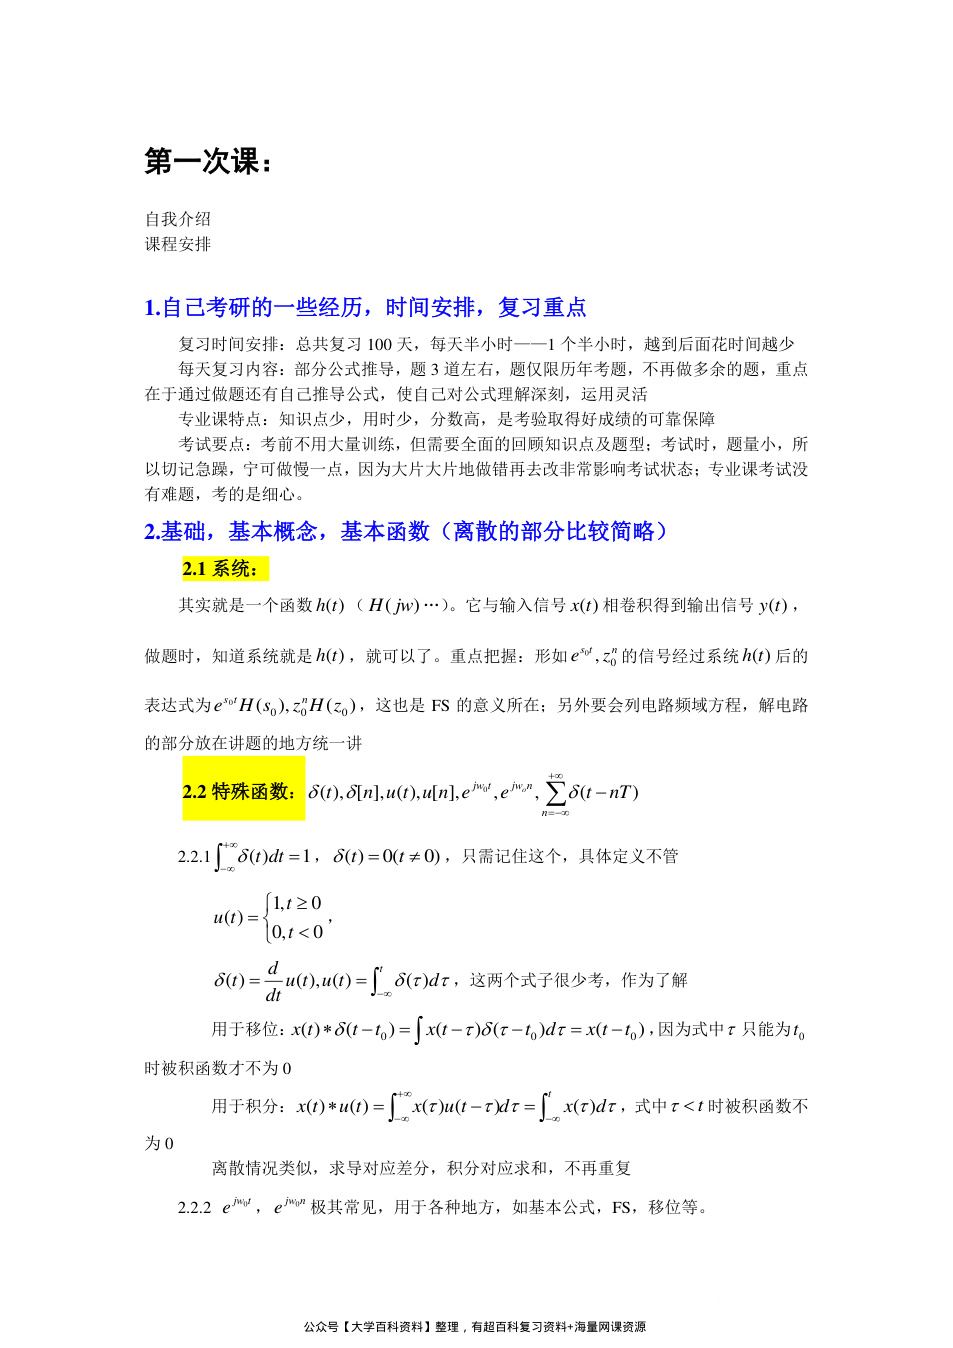 第一次课：
自我介绍
课程安排
1.自己考研的一些经历，时间安排，复习重点
复习时间安排：总共复习 100 天，每天半小时——1 个半小时，越到后面花时间越少
每天复习内容：部分公式推导，题 3 道左右，题仅限历年考题，不再做多余的题，重点
在于通过做题还有自己推导公式，使自己对公式理解深刻，运用灵活
专业课特点：知识点少，用时少，分数高，是考验取得好成绩的可靠保障
考试要点：考前不用大量训练，但需要全面的回顾知识点及题型；考试时，题量小，所
以切记急躁，宁可做慢一点，因为大片大片地做错再去改非常影响考试状态；专业课考试没
有难题，考的是细心。
2.基础，基本概念，基本函数（离散的部分比较简略）
2.1 系统：
其实就是一个函数 h(t)（ H( jw) …）。它与输入信号 x(t) 相卷积得到输出信号 y(t) ，
做题时，知道系统就是 h(t) ，就可以了。重点把握：形如 e^{s_0 t} , z_0^n 的信号经过系统 h(t) 后的
表达式为 e^{s_0 t} H(s_0), z_0^n H(z_0) ，这也是 FS 的意义所在；另外要会列电路频域方程，解电路
的部分放在讲题的地方统一讲
2.2 特殊函数： δ(t), δ[n], u(t), u[n], e^{jw_0 t}, e^{jw_o n}, \sum_{n=-∞}^{+∞} δ(t − nT)
2.2.1 ∫_{-∞}^{+∞} δ(t)dt = 1 ， δ(t) = 0(t ≠ 0) ，只需记住这个，具体定义不管
u(t) = { 1, t ≥ 0
0, t < 0 ，
δ(t) = d/dt u(t), u(t) = ∫_{-∞}^{t} δ(τ)dτ ，这两个式子很少考，作为了解
用于移位： x(t) ∗ δ(t − t_0) = ∫ x(t − τ)δ(τ − t_0)dτ = x(t − t_0) ，因为式中 τ 只能为 t_0
时被积函数才不为 0
用于积分： x(t) ∗ u(t) = ∫_{-∞}^{+∞} x(τ)u(t − τ)dτ = ∫_{-∞}^{t} x(τ)dτ ，式中 τ < t 时被积函数不
为 0
离散情况类似，求导对应差分，积分对应求和，不再重复
2.2.2 e^{jw_0 t} ， e^{jw_0 n} 极其常见，用于各种地方，如基本公式，FS，移位等。
公众号【大学百科资料】整理，有超百科复习资料+海量网课资源